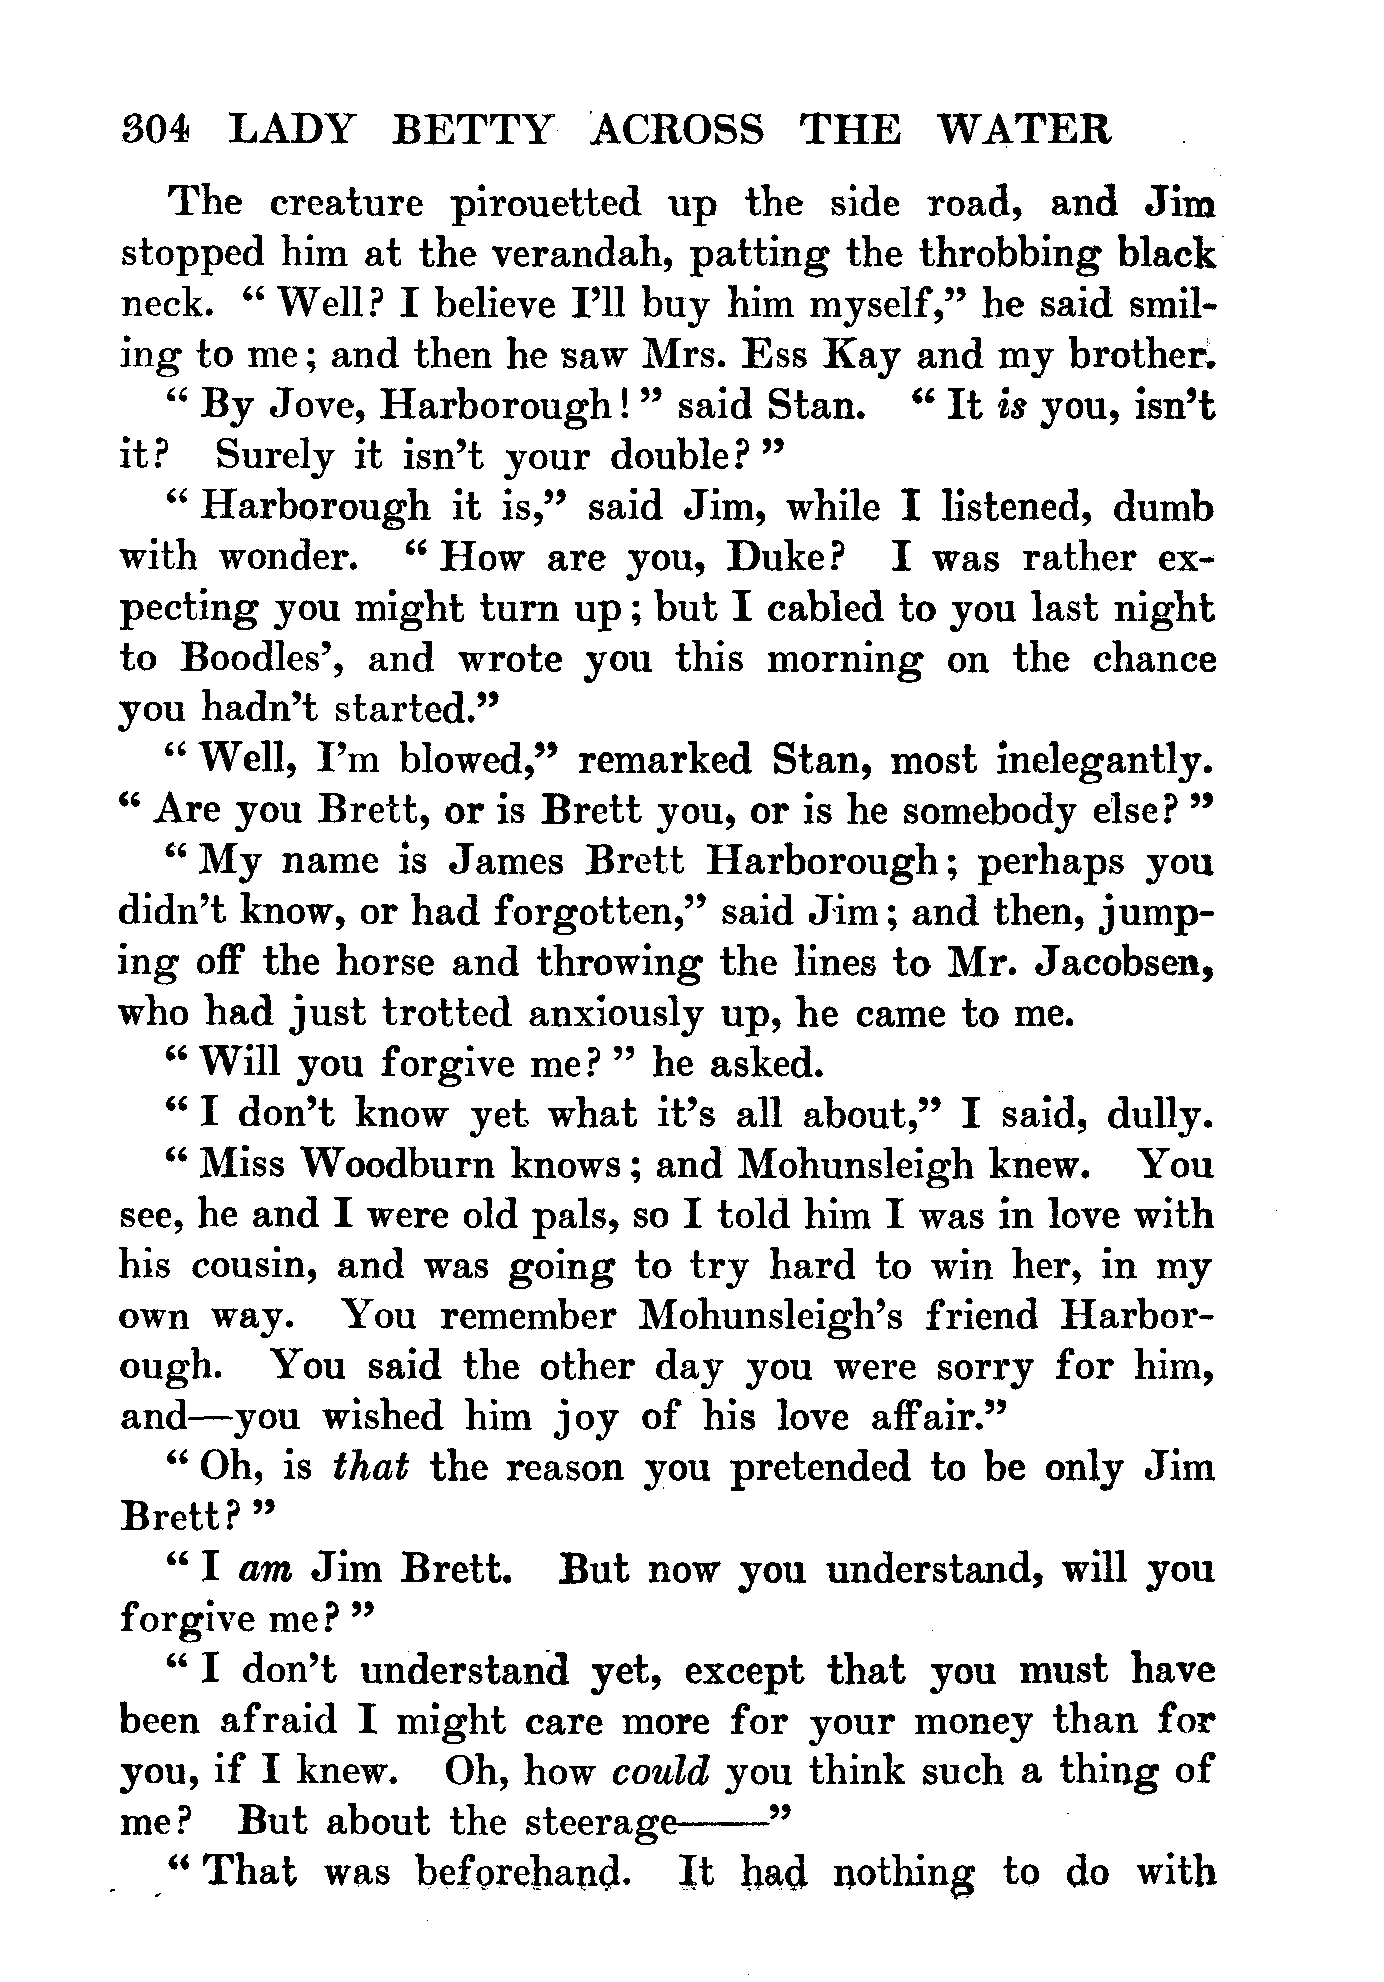 304 LADY BETTY ACROSS THE WATER
The creature pirouetted up the side road, and Jim
stopped him at the verandah, patting the throbbing black
neck. “ Well? I believe I’ll buy him myself,” he said smil-
ing to me; and then he saw Mrs. Ess Kay and my brother.
“ By Jove, Harborough! ” said Stan. “ It is you, isn’t
it? Surely it isn’t your double? ”
“ Harborough it is,” said Jim, while I listened, dumb
with wonder. “ How are you, Duke? I was rather ex-
pecting you might turn up; but I cabled to you last night
to Boodles’, and wrote you this morning on the chance
you hadn’t started.”
“ Well, I’m blowed,” remarked Stan, most inelegantly.
“ Are you Brett, or is Brett you, or is he somebody else? ”
“ My name is James Brett Harborough; perhaps you
didn’t know, or had forgotten,” said Jim; and then, jump-
ing off the horse and throwing the lines to Mr. Jacobsen,
who had just trotted anxiously up, he came to me.
“ Will you forgive me? ” he asked.
“ I don’t know yet what it’s all about,” I said, dully.
“ Miss Woodburn knows; and Mohunsleigh knew. You
see, he and I were old pals, so I told him I was in love with
his cousin, and was going to try hard to win her, in my
own way. You remember Mohunsleigh’s friend Harbor-
ough. You said the other day you were sorry for him,
and—you wished him joy of his love affair.”
“ Oh, is that the reason you pretended to be only Jim
Brett? ”
“ I am Jim Brett. But now you understand, will you
forgive me? ”
“ I don’t understand yet, except that you must have
been afraid I might care more for your money than for
you, if I knew. Oh, how could you think such a thing of
me? But about the steerage——”
“ That was beforehand. It had nothing to do with